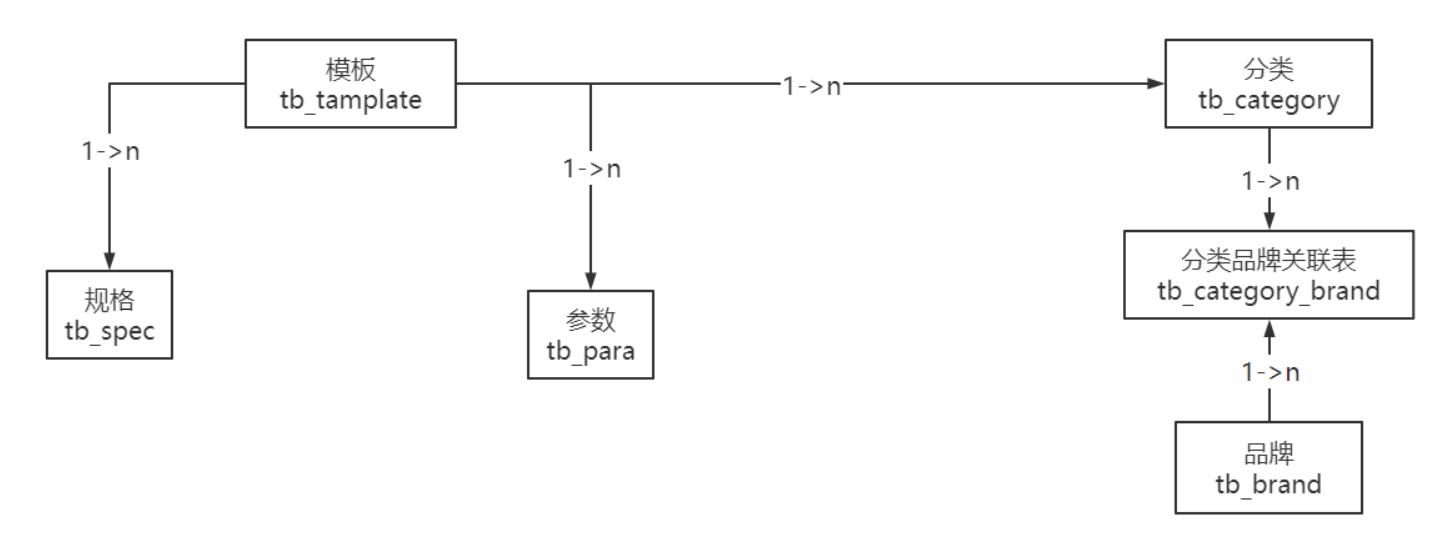 模板
tb_tamplate
分类
tb_category
1->n
1->n
1->n
1->n
分类品牌关联表
tb_category_brand
规格
tb_spec
参数
tb_para
1->n
品牌
tb_brand